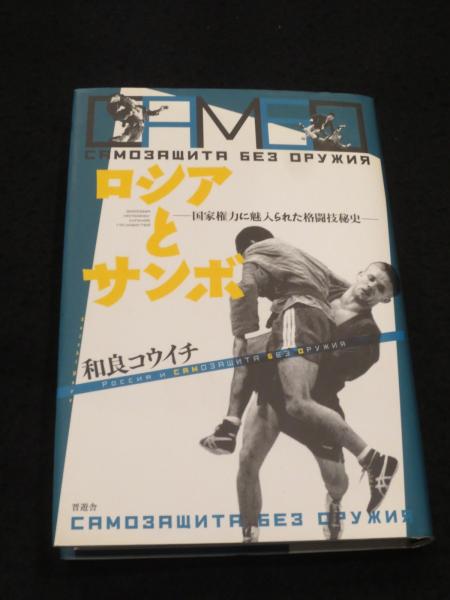 САМБО
САМОЗАЩИТА БЕЗ ОРУЖИЯ
ロシア
と
サンボ
──国家権力に魅入られた格闘技秘史──
和良コウイチ
РОССИЯ И САМОЗАЩИТА БЕЗ ОРУЖИЯ
晋遊舎
САМОЗАЩИТА БЕЗ ОРУЖИЯ